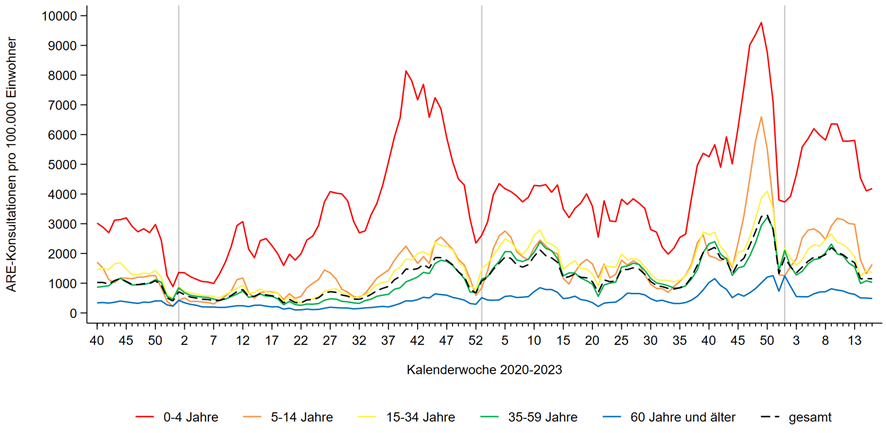 ARE-Konsultationen pro 100.000 Einwohner
10000
9000
8000
7000
6000
5000
4000
3000
2000
1000
0
40 45 50 2 7 12 17 22 27 32 37 42 47 52 5 10 15 20 25 30 35 40 45 50 3 8 13
Kalenderwoche 2020-2023
0-4 Jahre 5-14 Jahre 15-34 Jahre 35-59 Jahre 60 Jahre und älter gesamt